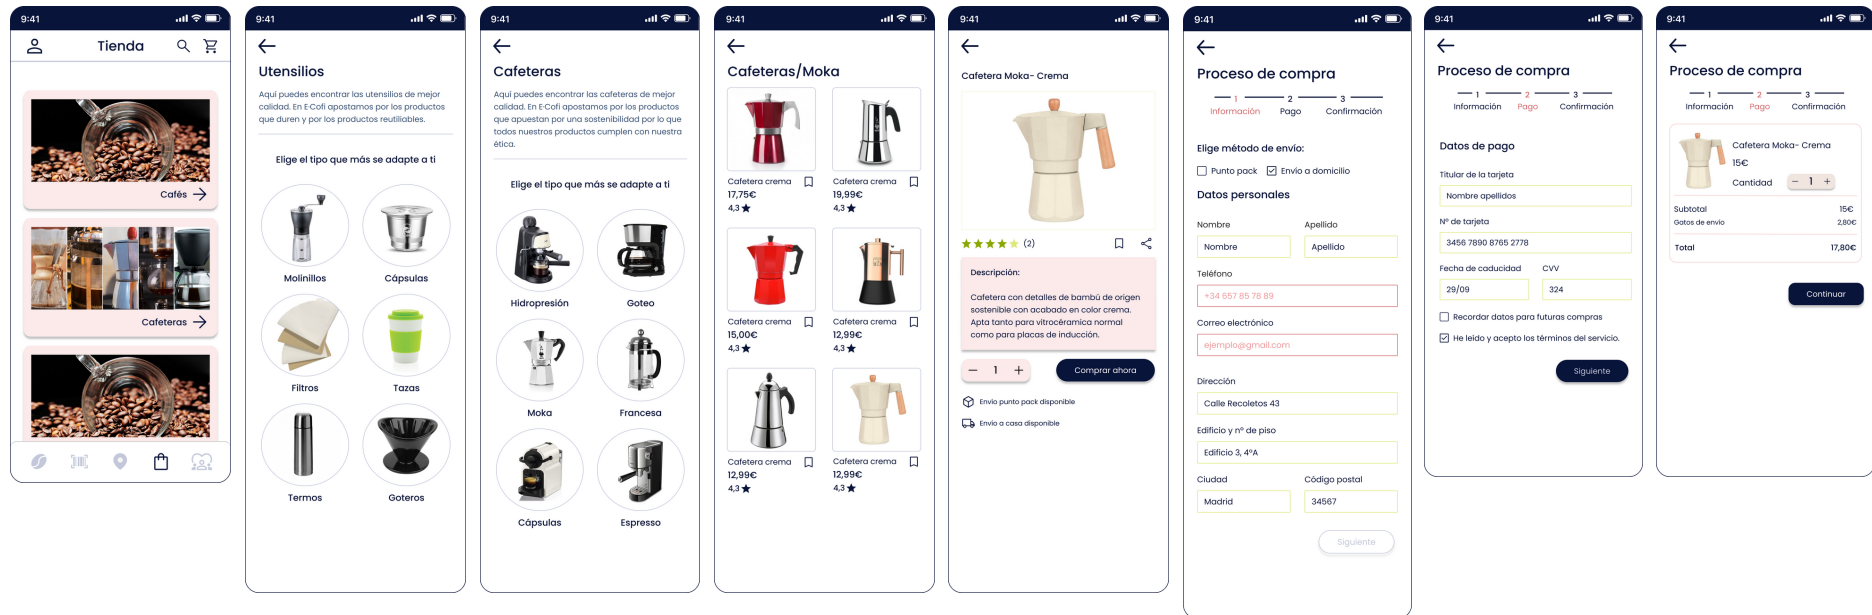 9:41
Tienda
Cafés
Cafeteras
9:41
Utensilios
Aquí puedes encontrar las utensilios de mejor
calidad. En E-Cofi apostamos por los productos
que duren y por los productos reutiliables.
Elige el tipo que más se adapte a ti
Molinillos
Cápsulas
Filtros
Tazas
Termos
Goteros
9:41
Cafeteras
Aquí puedes encontrar las cafeteras de mejor
calidad. En E-Cofi apostamos por los productos
que apuestan por una sostenibilidad por lo que
todos nuestros productos cumplen con nuestra
ética.
Elige el tipo que más se adapte a ti
Hidropresión
Goteo
Moka
Francesa
Cápsulas
Espresso
9:41
Cafeteras/Moka
Cafetera crema
17,75€
4,3
Cafetera crema
19,99€
4,3
Cafetera crema
15,00€
4,3
Cafetera crema
12,99€
4,3
Cafetera crema
12,99€
4,3
Cafetera crema
12,99€
4,3
9:41
Cafetera Moka- Crema
(2)
Descripción:
Cafetera con detalles de bambú de origen
sostenible con acabado en color crema.
Apta tanto para vitrocéramica normal
como para placas de inducción.
1
Comprar ahora
Envío punto pack disponible
Envío a casa disponible
9:41
Proceso de compra
1 2 3
Información Pago Confirmación
Elige método de envío:
Punto pack Envío a domicilio
Datos personales
Nombre Apellido
Nombre Apellido
Teléfono
+34 657 85 78 89
Correo electrónico
ejemplo@gmail.com
Dirección
Calle Recoletos 43
Edificio y nº de piso
Edificio 3, 4ºA
Ciudad Código postal
Madrid 34567
Siguiente
9:41
Proceso de compra
1 2 3
Información Pago Confirmación
Datos de pago
Titular de la tarjeta
Nombre apellidos
Nº de tarjeta
3456 7890 8765 2778
Fecha de caducidad CVV
29/09 324
Recordar datos para futuras compras
He leído y acepto los términos del servicio.
Siguiente
9:41
Proceso de compra
1 2 3
Información Pago Confirmación
Cafetera Moka- Crema
15€
Cantidad 1
Subtotal 15€
Gatos de envío 2,80€
Total 17,80€
Continuar